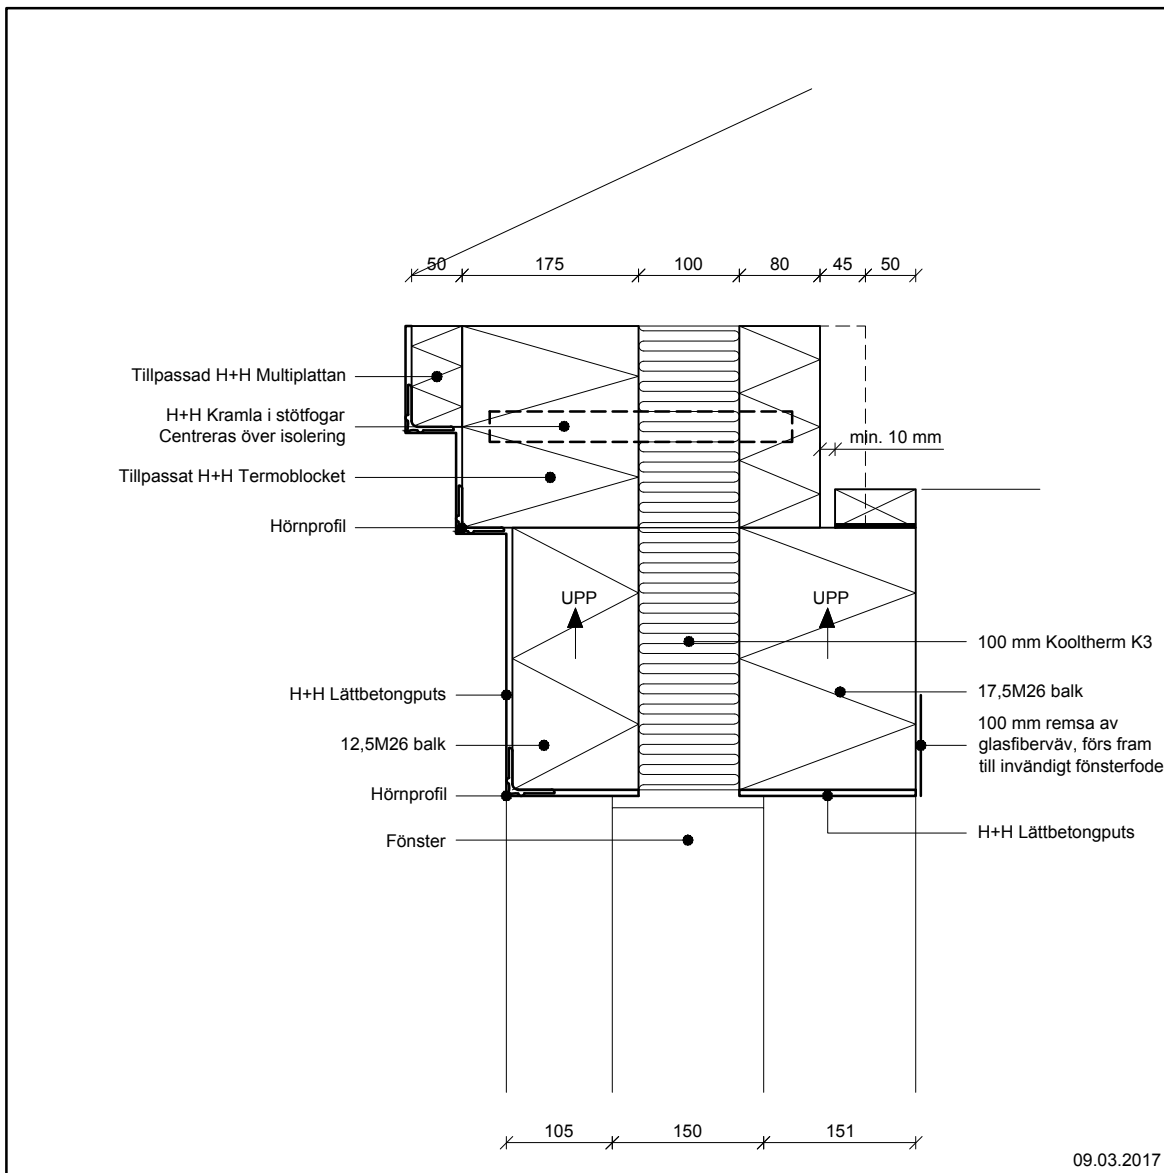 50 175 100 80 45 50
Tillpassad H+H Multiplattan
H+H Kramla i stötfogar
Centreras över isolering
min. 10 mm
Tillpassat H+H Termoblocket
Hörnprofil
UPP UPP
100 mm Kooltherm K3
H+H Lättbetongputs
17,5M26 balk
12,5M26 balk
100 mm remsa av
glasfiberväv, förs fram
till invändigt fönsterfode
Hörnprofil
Fönster
H+H Lättbetongputs
105 150 151
09.03.2017